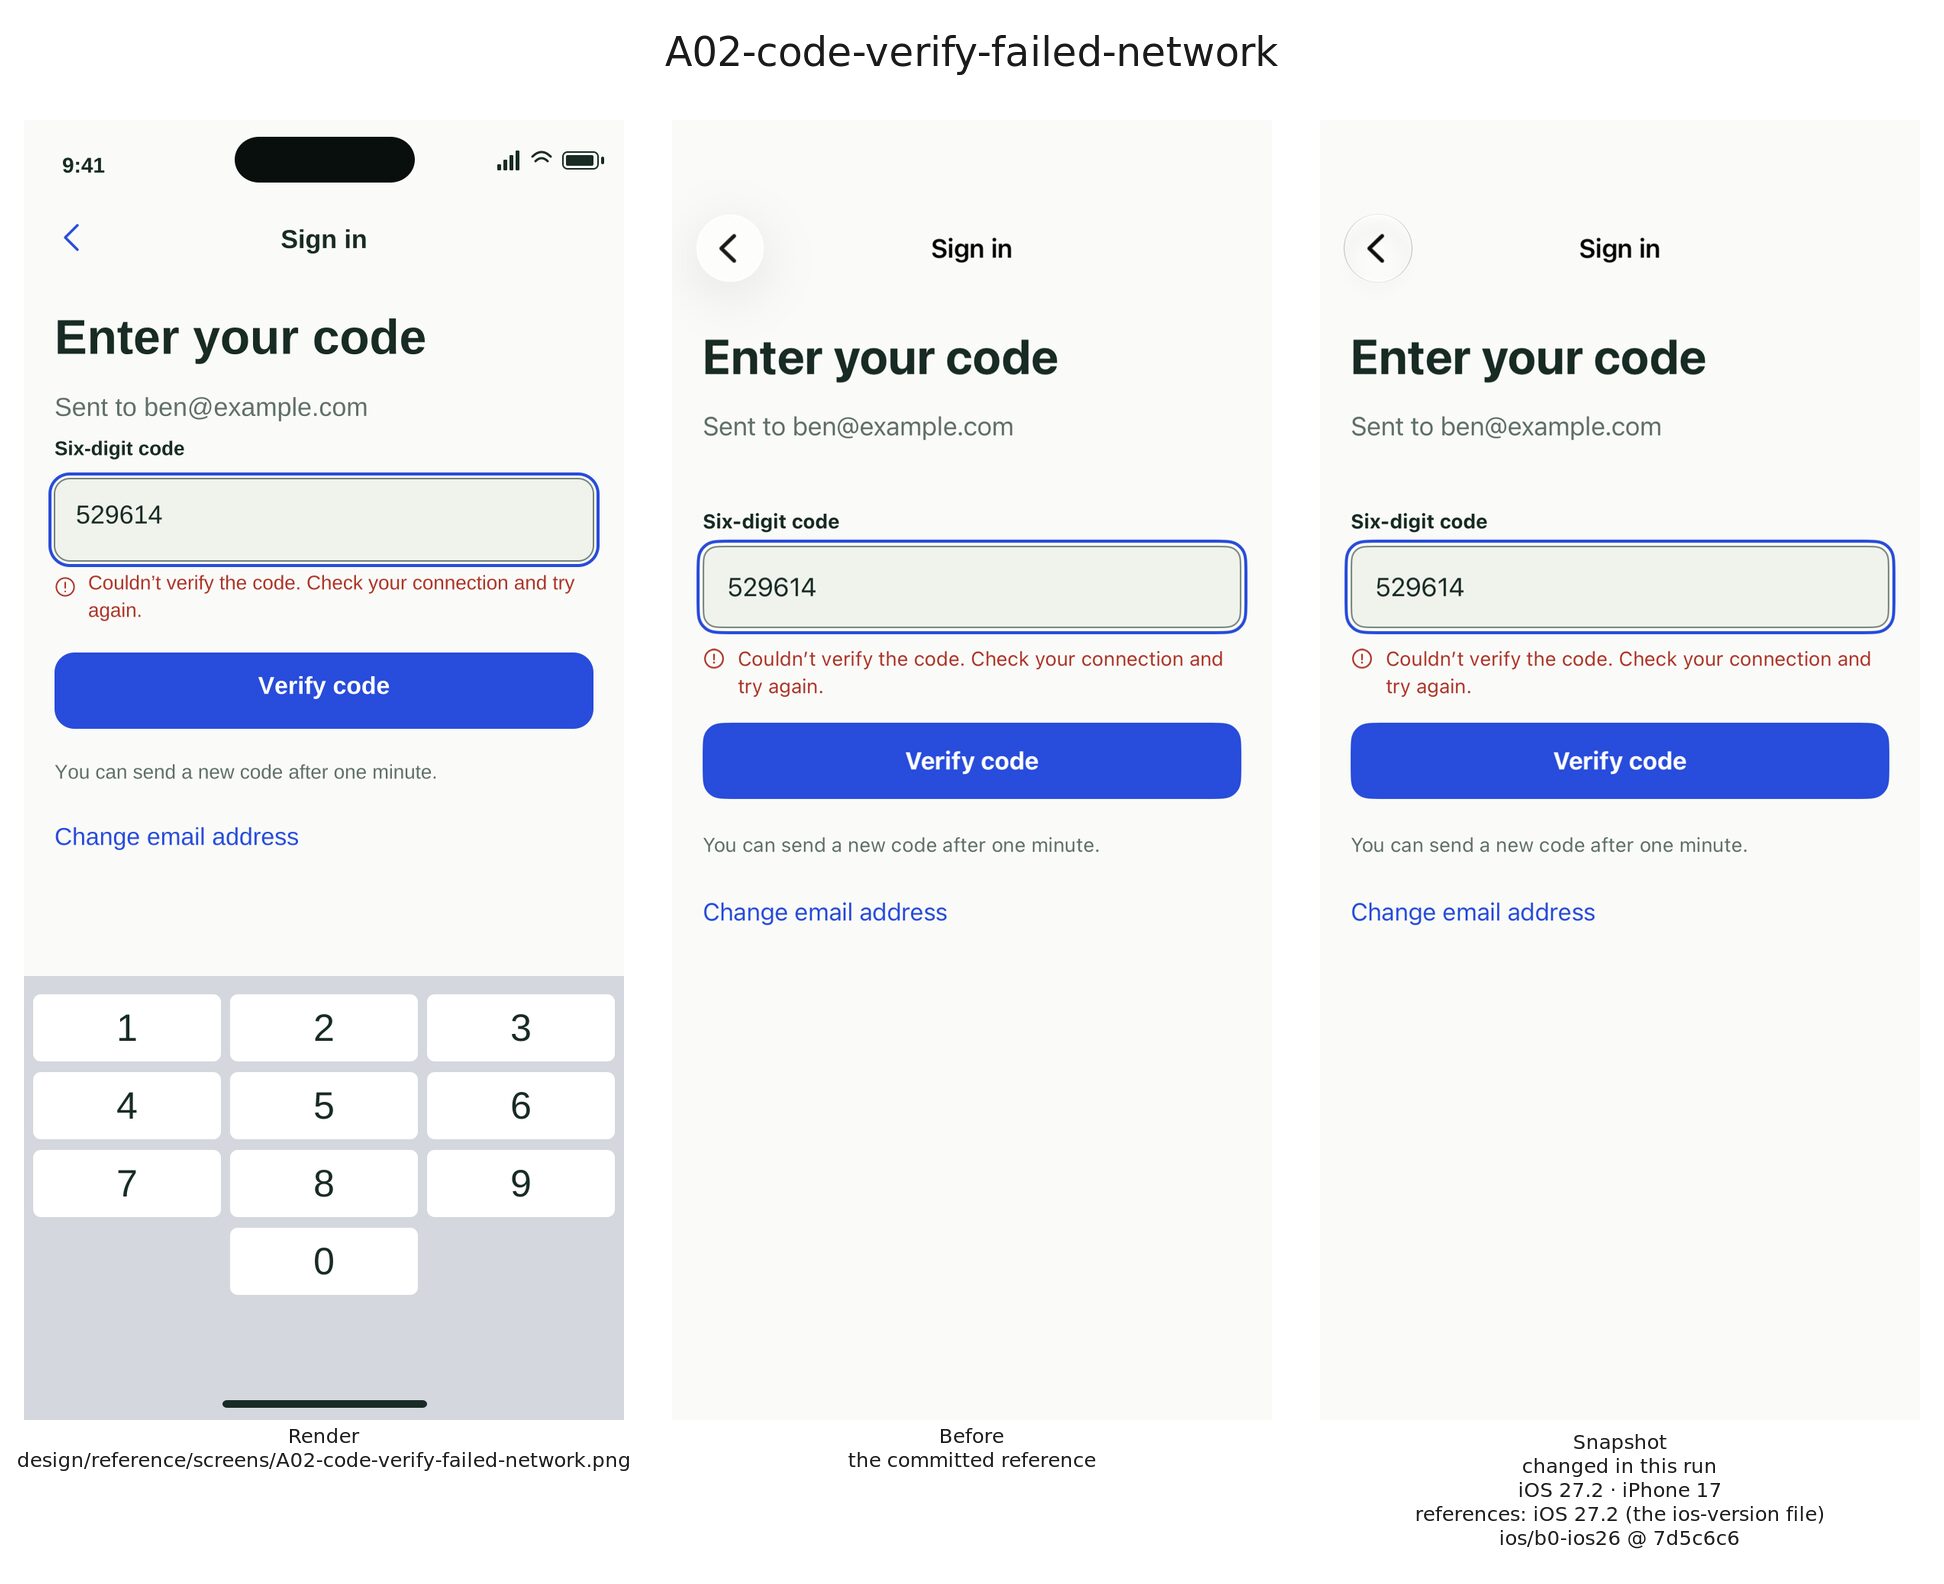 A02-code-verify-failed-network
9:41
Sign in
Enter your code
Sent to ben@example.com
Six-digit code
529614
Couldn’t verify the code. Check your connection and try
again.
Verify code
You can send a new code after one minute.
Change email address
1 2 3
4 5 6
7 8 9
0
Render
design/reference/screens/A02-code-verify-failed-network.png
Sign in
Enter your code
Sent to ben@example.com
Six-digit code
529614
Couldn’t verify the code. Check your connection and
try again.
Verify code
You can send a new code after one minute.
Change email address
Before
the committed reference
Sign in
Enter your code
Sent to ben@example.com
Six-digit code
529614
Couldn’t verify the code. Check your connection and
try again.
Verify code
You can send a new code after one minute.
Change email address
Snapshot
changed in this run
iOS 27.2 · iPhone 17
references: iOS 27.2 (the ios-version file)
ios/b0-ios26 @ 7d5c6c6